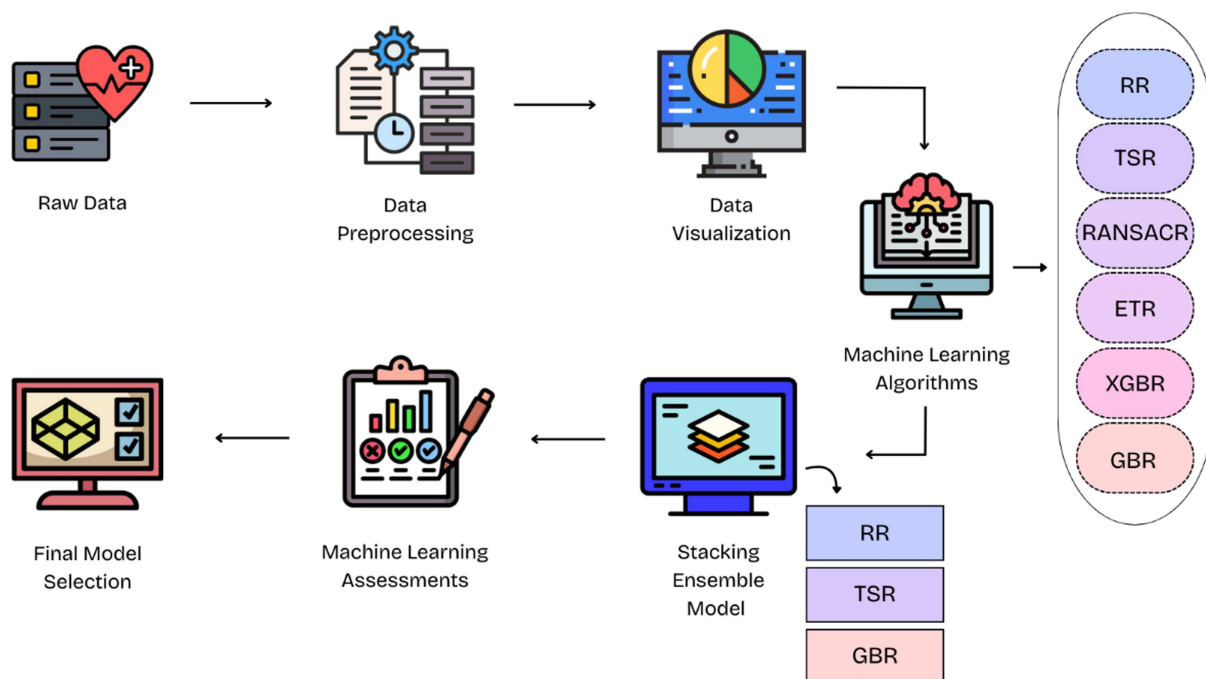 Raw Data
Data
Preprocessing
Data
Visualization
Machine Learning
Algorithms
RR
TSR
RANSACR
ETR
XGBR
GBR
Final Model
Selection
Machine Learning
Assessments
Stacking
Ensemble
Model
RR
TSR
GBR